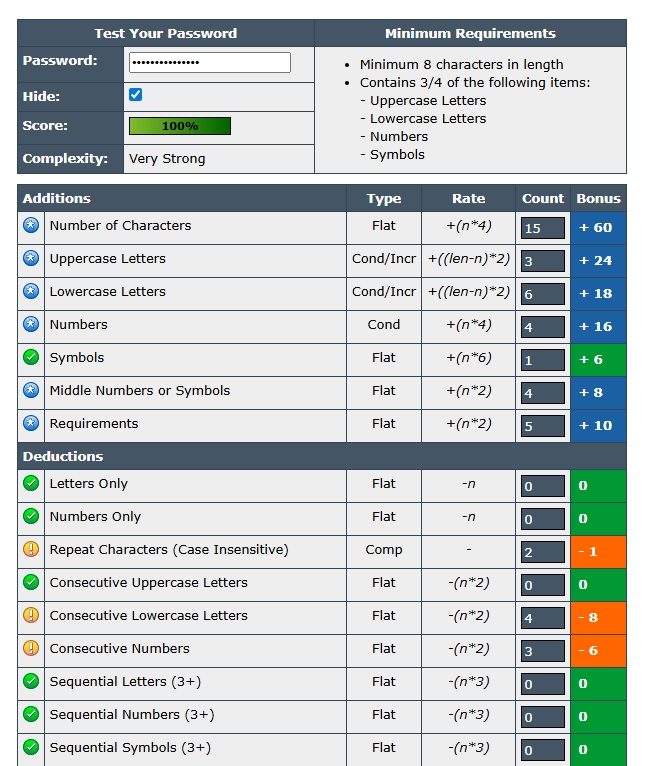 Test Your Password
Minimum Requirements
Password: •••••••••••••••
Hide:
Score: 100%
Complexity: Very Strong
• Minimum 8 characters in length
• Contains 3/4 of the following items:
- Uppercase Letters
- Lowercase Letters
- Numbers
- Symbols
Additions Type Rate Count Bonus
Number of Characters Flat +(n*4) 15 + 60
Uppercase Letters Cond/Incr +((len-n)*2) 3 + 24
Lowercase Letters Cond/Incr +((len-n)*2) 6 + 18
Numbers Cond +(n*4) 4 + 16
Symbols Flat +(n*6) 1 + 6
Middle Numbers or Symbols Flat +(n*2) 4 + 8
Requirements Flat +(n*2) 5 + 10
Deductions
Letters Only Flat -n 0 0
Numbers Only Flat -n 0 0
Repeat Characters (Case Insensitive) Comp - 2 - 1
Consecutive Uppercase Letters Flat -(n*2) 0 0
Consecutive Lowercase Letters Flat -(n*2) 4 - 8
Consecutive Numbers Flat -(n*2) 3 - 6
Sequential Letters (3+) Flat -(n*3) 0 0
Sequential Numbers (3+) Flat -(n*3) 0 0
Sequential Symbols (3+) Flat -(n*3) 0 0